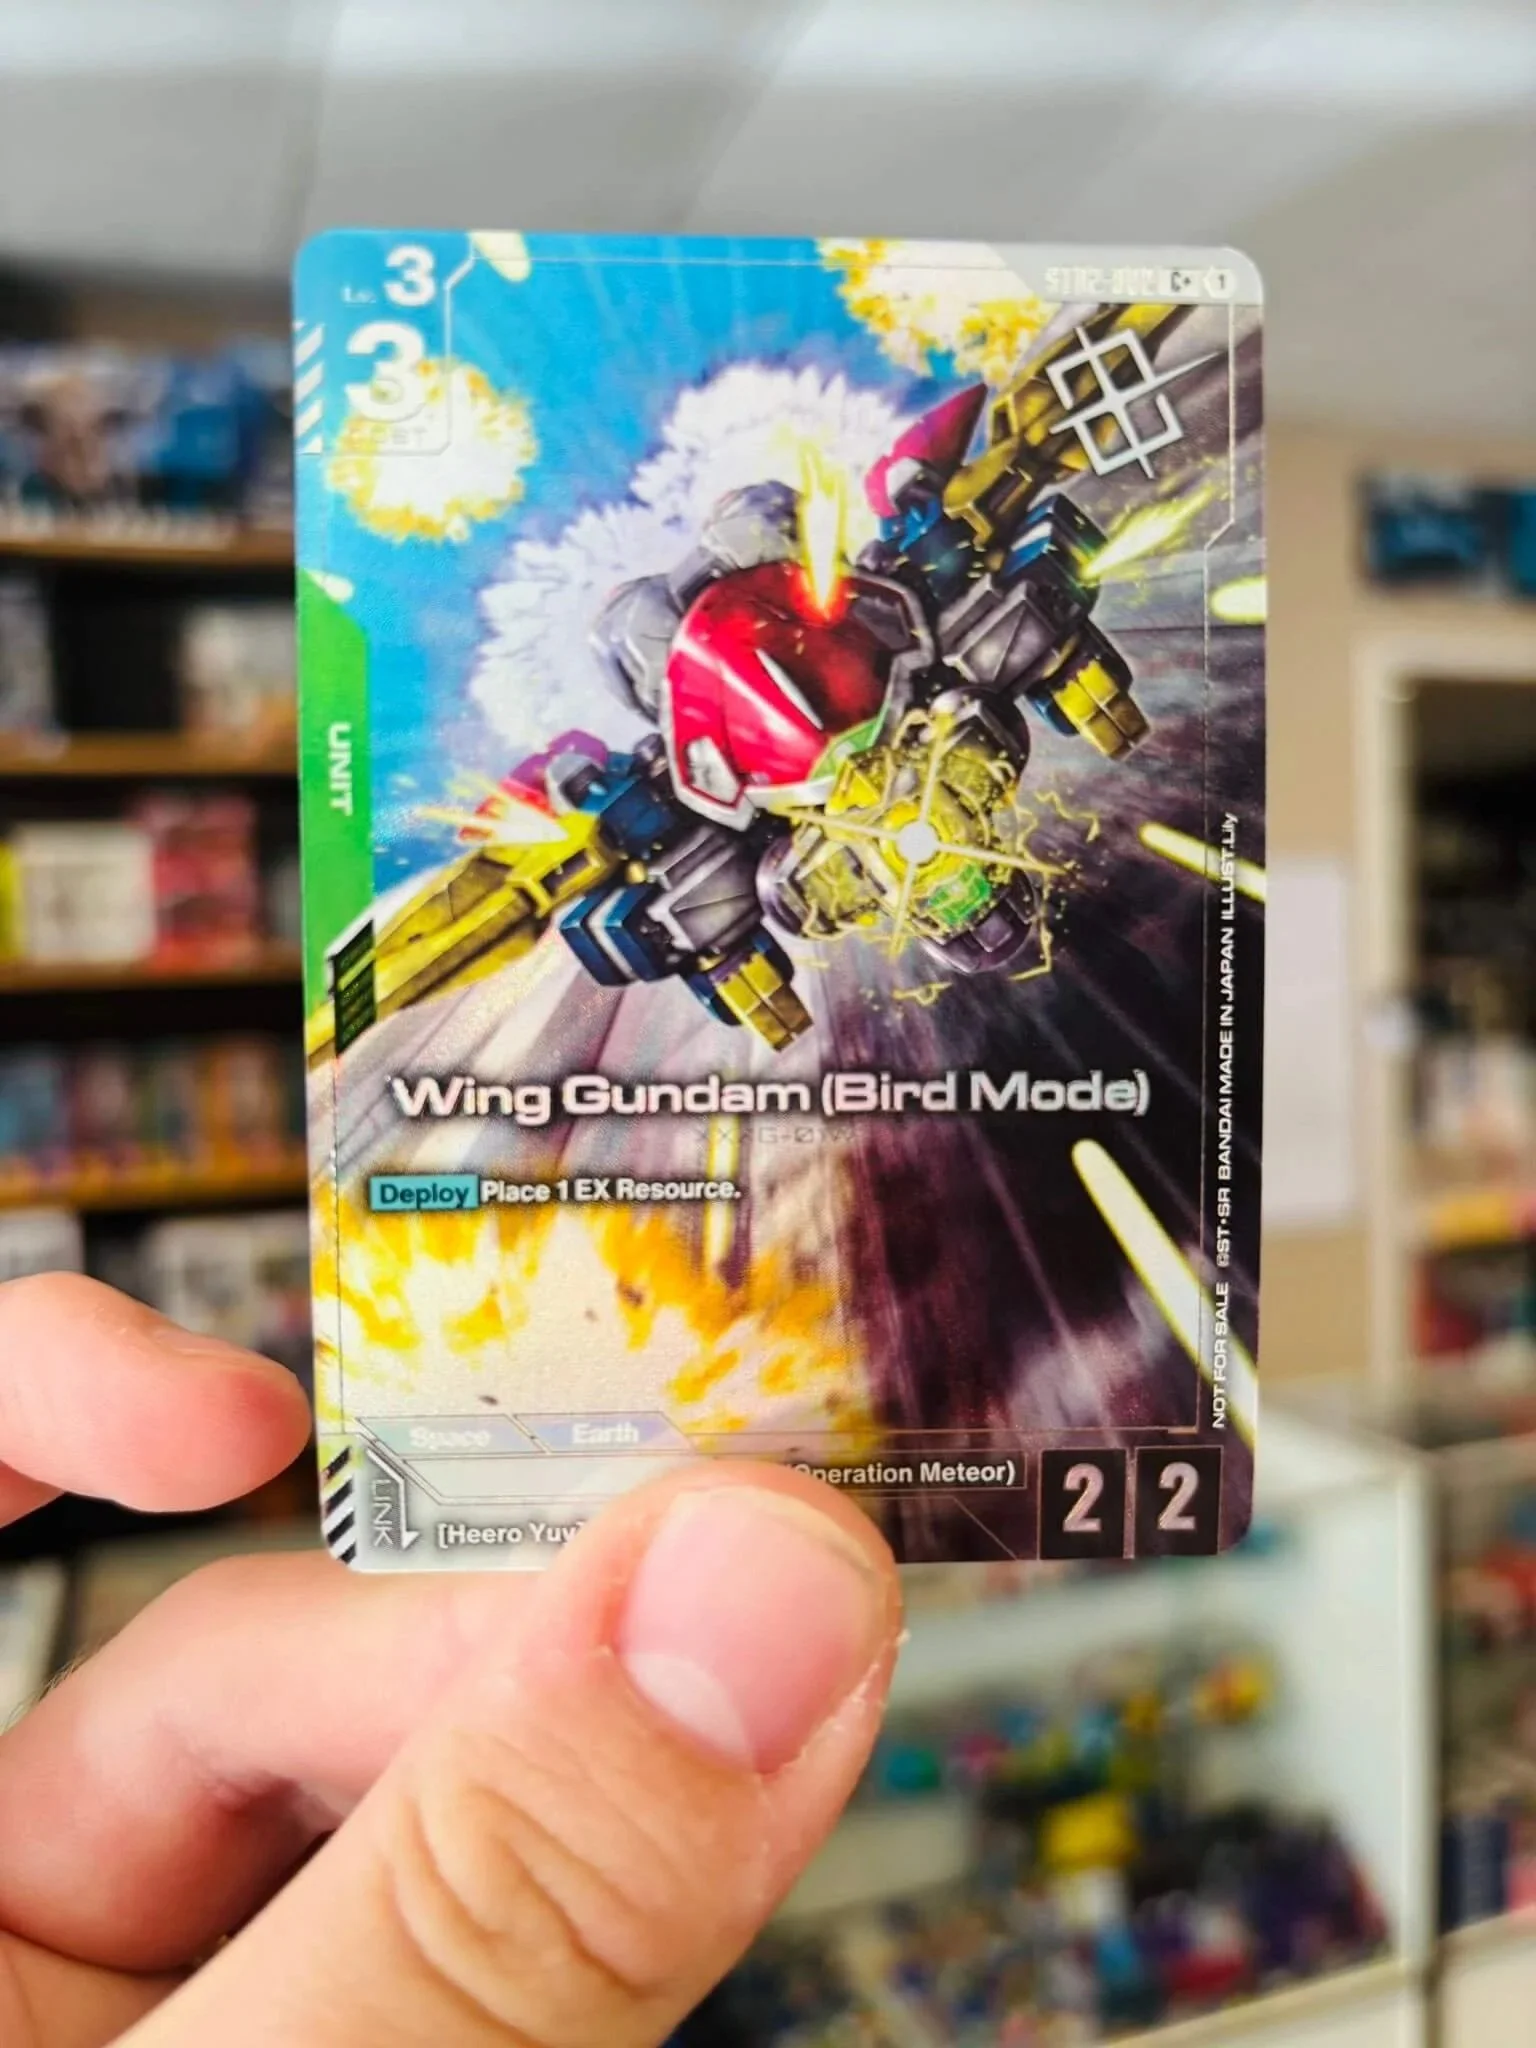 Lv. 3
C+ 1
3
COST
UNIT
Wing Gundam (Bird Mode)
Deploy Place 1 EX Resource.
NOT FOR SALE ©ST·SR BANDAI MADE IN JAPAN ILLUST.Lily
Space Earth
(Operation Meteor)
2 2
LINK
[Heero Yuy]